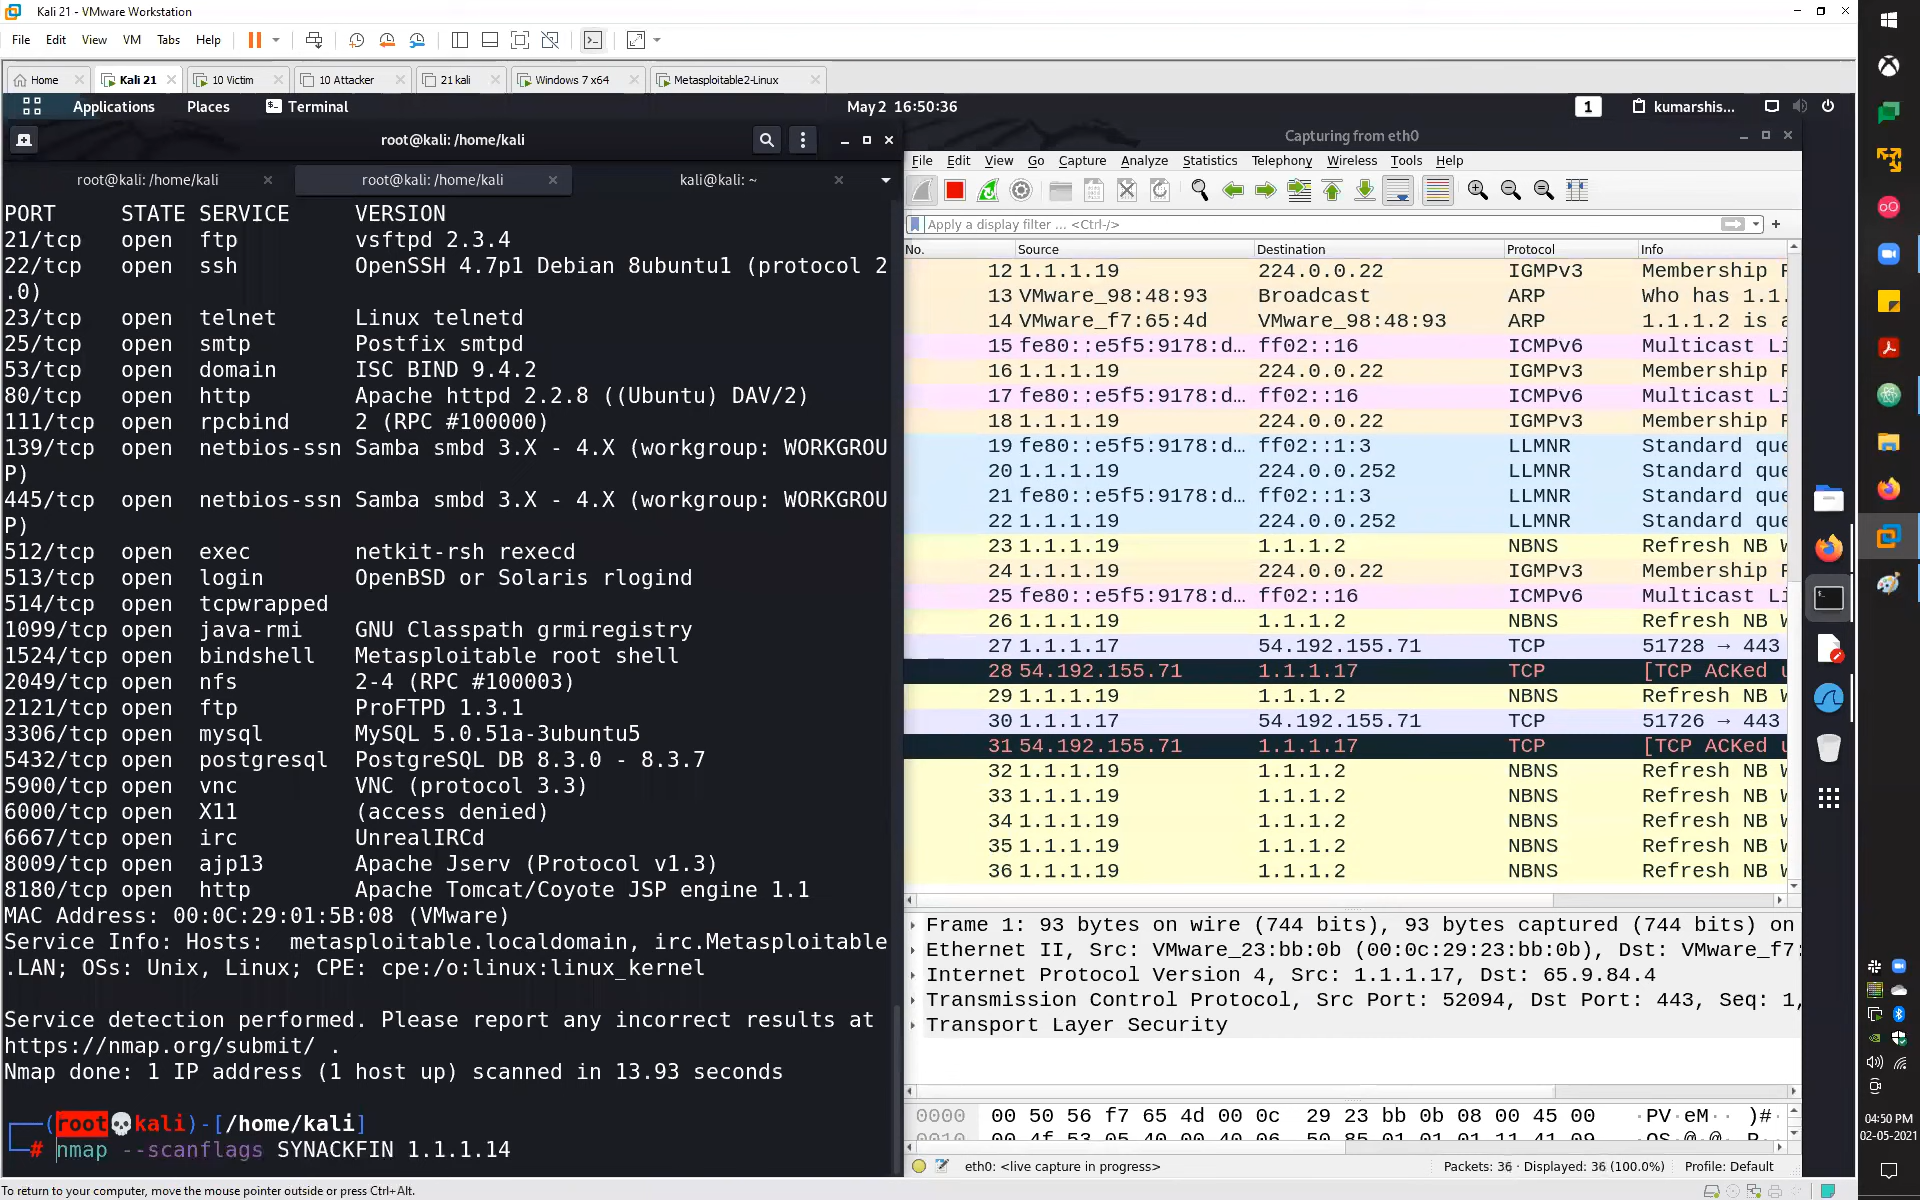 Kali 21 - VMware Workstation
File Edit View VM Tabs Help
Home Kali 21 10 Victim 10 Attacker 21 kali Windows 7 x64 Metasploitable2-Linux
Applications Places Terminal May 2 16:50:36 1 kumarshis...
root@kali: /home/kali
root@kali: /home/kali root@kali: /home/kali kali@kali: ~
PORT STATE SERVICE VERSION
21/tcp open ftp vsftpd 2.3.4
22/tcp open ssh OpenSSH 4.7p1 Debian 8ubuntu1 (protocol 2
.0)
23/tcp open telnet Linux telnetd
25/tcp open smtp Postfix smtpd
53/tcp open domain ISC BIND 9.4.2
80/tcp open http Apache httpd 2.2.8 ((Ubuntu) DAV/2)
111/tcp open rpcbind 2 (RPC #100000)
139/tcp open netbios-ssn Samba smbd 3.X - 4.X (workgroup: WORKGROU
P)
445/tcp open netbios-ssn Samba smbd 3.X - 4.X (workgroup: WORKGROU
P)
512/tcp open exec netkit-rsh rexecd
513/tcp open login OpenBSD or Solaris rlogind
514/tcp open tcpwrapped
1099/tcp open java-rmi GNU Classpath grmiregistry
1524/tcp open bindshell Metasploitable root shell
2049/tcp open nfs 2-4 (RPC #100003)
2121/tcp open ftp ProFTPD 1.3.1
3306/tcp open mysql MySQL 5.0.51a-3ubuntu5
5432/tcp open postgresql PostgreSQL DB 8.3.0 - 8.3.7
5900/tcp open vnc VNC (protocol 3.3)
6000/tcp open X11 (access denied)
6667/tcp open irc UnrealIRCd
8009/tcp open ajp13 Apache Jserv (Protocol v1.3)
8180/tcp open http Apache Tomcat/Coyote JSP engine 1.1
MAC Address: 00:0C:29:01:5B:08 (VMware)
Service Info: Hosts:  metasploitable.localdomain, irc.Metasploitable
.LAN; OSs: Unix, Linux; CPE: cpe:/o:linux:linux_kernel
Service detection performed. Please report any incorrect results at
https://nmap.org/submit/ .
Nmap done: 1 IP address (1 host up) scanned in 13.93 seconds
(root💀kali)-[/home/kali]
# nmap --scanflags SYNACKFIN 1.1.1.14
Capturing from eth0
File Edit View Go Capture Analyze Statistics Telephony Wireless Tools Help
Apply a display filter ... <Ctrl-/>
No. Source Destination Protocol Info
12 1.1.1.19 224.0.0.22 IGMPv3 Membership
13 VMware_98:48:93 Broadcast ARP Who has 1.1.
14 VMware_f7:65:4d VMware_98:48:93 ARP 1.1.1.2 is a
15 fe80::e5f5:9178:d... ff02::16 ICMPv6 Multicast Li
16 1.1.1.19 224.0.0.22 IGMPv3 Membership
17 fe80::e5f5:9178:d... ff02::16 ICMPv6 Multicast Li
18 1.1.1.19 224.0.0.22 IGMPv3 Membership
19 fe80::e5f5:9178:d... ff02::1:3 LLMNR Standard que
20 1.1.1.19 224.0.0.252 LLMNR Standard que
21 fe80::e5f5:9178:d... ff02::1:3 LLMNR Standard que
22 1.1.1.19 224.0.0.252 LLMNR Standard que
23 1.1.1.19 1.1.1.2 NBNS Refresh NB
24 1.1.1.19 224.0.0.22 IGMPv3 Membership
25 fe80::e5f5:9178:d... ff02::16 ICMPv6 Multicast Li
26 1.1.1.19 1.1.1.2 NBNS Refresh NB
27 1.1.1.17 54.192.155.71 TCP 51728 → 443
28 54.192.155.71 1.1.1.17 TCP [TCP ACKed u
29 1.1.1.19 1.1.1.2 NBNS Refresh NB
30 1.1.1.17 54.192.155.71 TCP 51726 → 443
31 54.192.155.71 1.1.1.17 TCP [TCP ACKed u
32 1.1.1.19 1.1.1.2 NBNS Refresh NB
33 1.1.1.19 1.1.1.2 NBNS Refresh NB
34 1.1.1.19 1.1.1.2 NBNS Refresh NB
35 1.1.1.19 1.1.1.2 NBNS Refresh NB
36 1.1.1.19 1.1.1.2 NBNS Refresh NB
Frame 1: 93 bytes on wire (744 bits), 93 bytes captured (744 bits) on
Ethernet II, Src: VMware_23:bb:0b (00:0c:29:23:bb:0b), Dst: VMware_f7:
Internet Protocol Version 4, Src: 1.1.1.17, Dst: 65.9.84.4
Transmission Control Protocol, Src Port: 52094, Dst Port: 443, Seq: 1,
Transport Layer Security
0000 00 50 56 f7 65 4d 00 0c 29 23 bb 0b 08 00 45 00 ·PV·eM·· )#·
eth0: <live capture in progress> Packets: 36 · Displayed: 36 (100.0%) Profile: Default
To return to your computer, move the mouse pointer outside or press Ctrl+Alt.
04:50 PM
02-05-2021